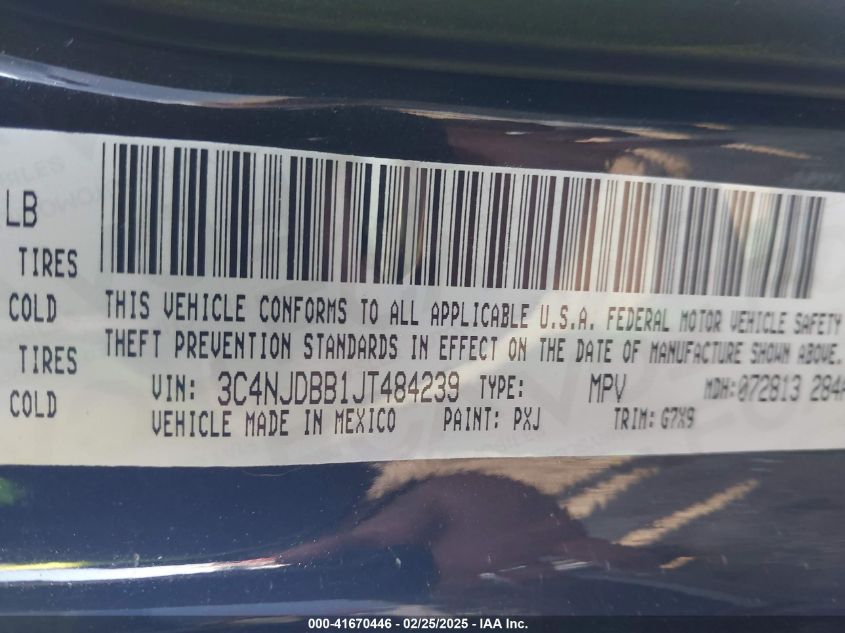 LB
TIRES
COLD
TIRES
COLD
THIS VEHICLE CONFORMS TO ALL APPLICABLE U.S.A. FEDERAL MOTOR VEHICLE SAFETY
THEFT PREVENTION STANDARDS IN EFFECT ON THE DATE OF MANUFACTURE SHOWN ABOVE.
VIN: 3C4NJDBB1JT484239 TYPE: MPV MDH: 072813 284
VEHICLE MADE IN MEXICO PAINT: PXJ TRIM: G7X9
000-41670446 - 02/25/2025 - IAA Inc.